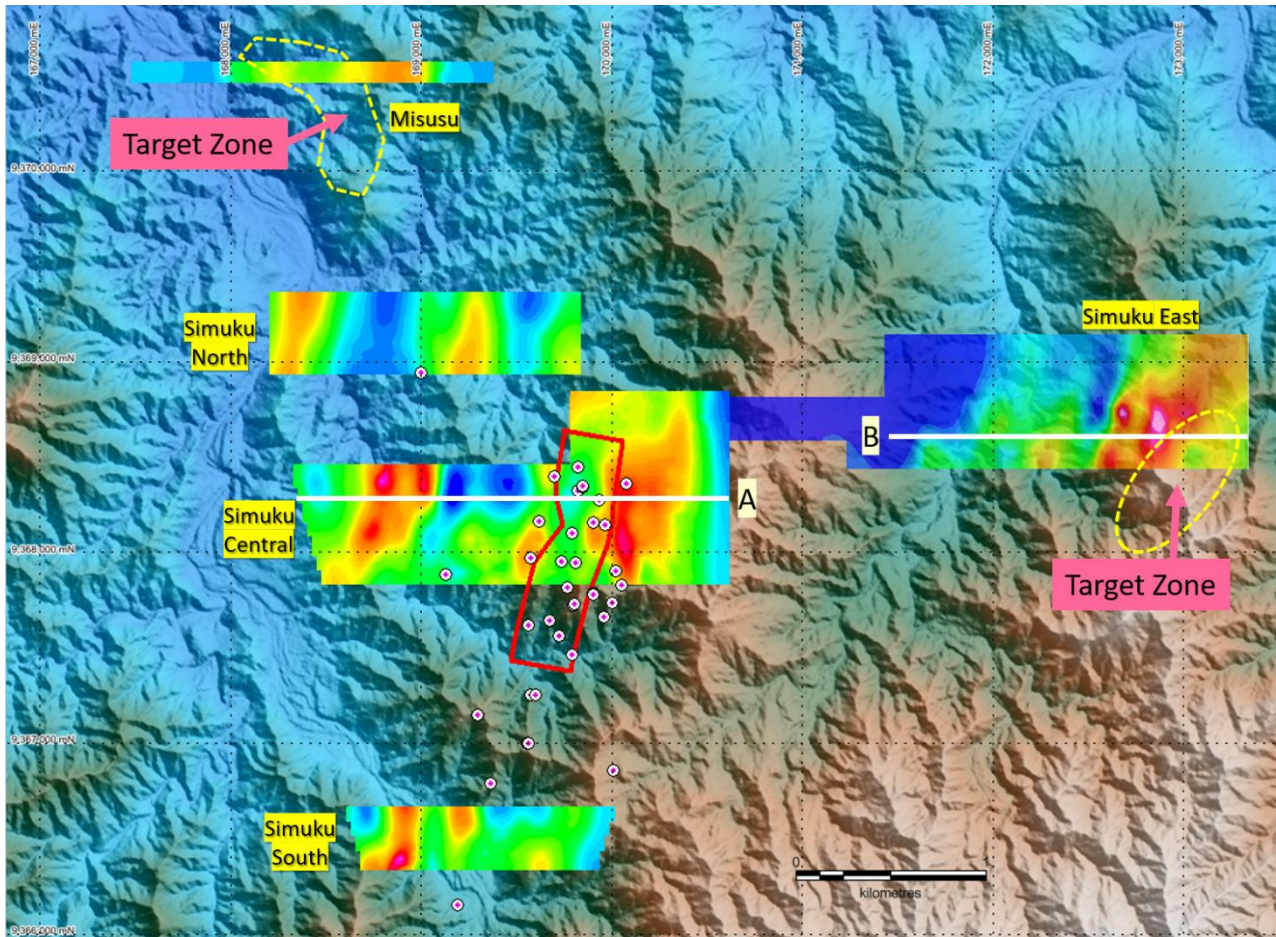 167,000 mE
168,000 mE
169,000 mE
170,000 mE
171,000 mE
172,000 mE
173,000 mE
Misusu
Target Zone
9,370,000 mN
Simuku
North
Simuku East
9,369,000 mN
B
A
Simuku
Central
9,368,000 mN
Target Zone
9,367,000 mN
Simuku
South
0
1
kilometres
9,366,000 mN